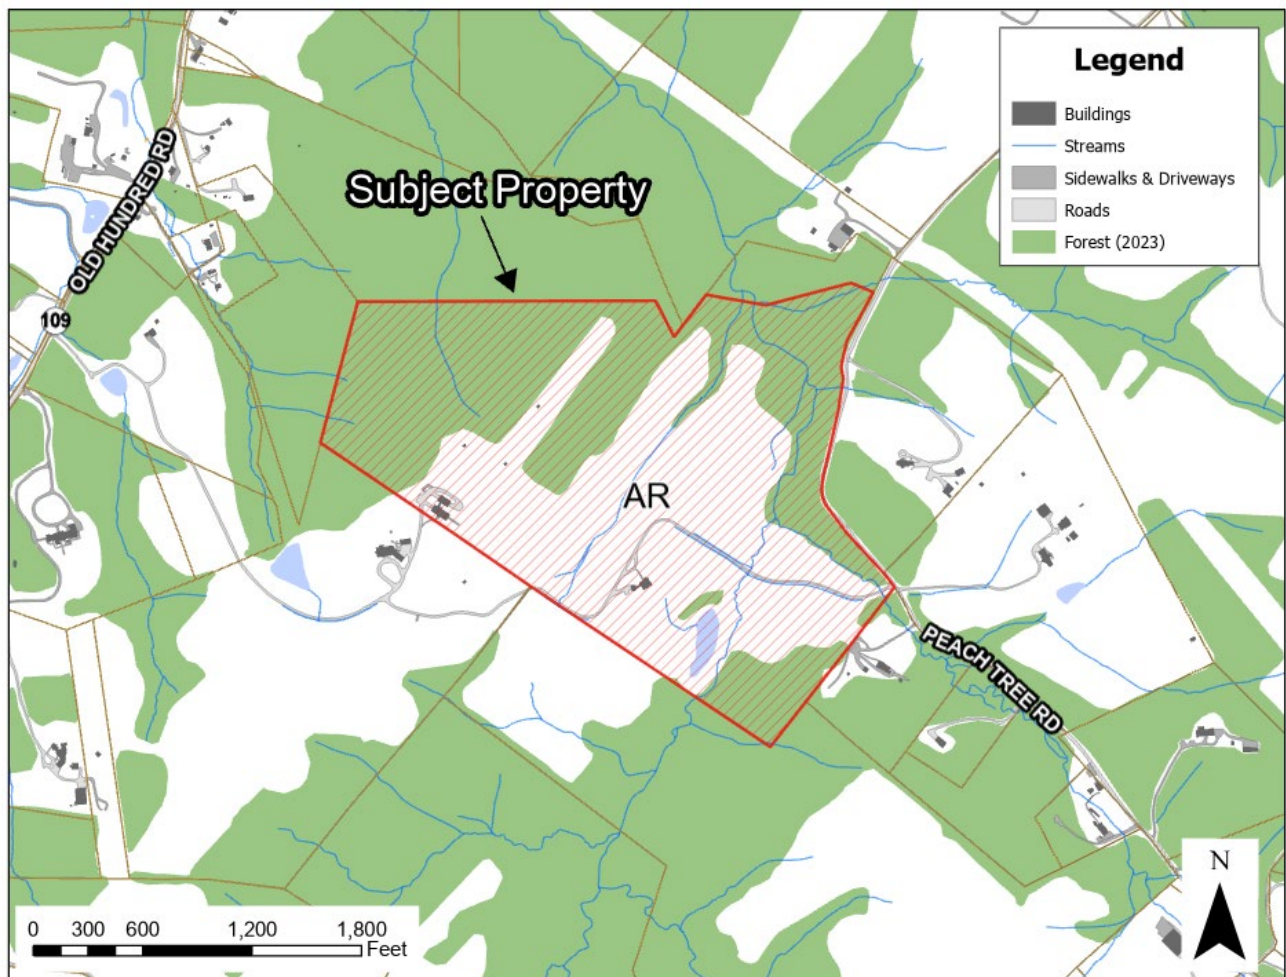 Legend
Buildings
Streams
Sidewalks & Driveways
Roads
Forest (2023)
OLD HUNDRED RD
109
Subject Property
AR
PEACH TREE RD
N
0 300 600 1,200 1,800
Feet